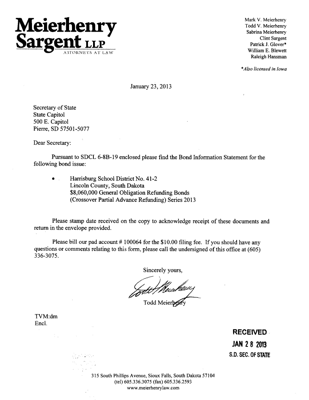 Meierhenry
Sargent LLP
ATTORNEYS AT LAW
Mark V. Meierhenry
Todd V. Meierhenry
Sabrina Meierhenry
Clint Sargent
Patrick J. Glover*
William E. Blewett
Raleigh Hansman
*Also licensed in Iowa
January 23, 2013
Secretary of State
State Capitol
500 E. Capitol
Pierre, SD 57501-5077
Dear Secretary:
Pursuant to SDCL 6-8B-19 enclosed please find the Bond Information Statement for the
following bond issue:
• Harrisburg School District No. 41-2
Lincoln County, South Dakota
$8,060,000 General Obligation Refunding Bonds
(Crossover Partial Advance Refunding) Series 2013
Please stamp date received on the copy to acknowledge receipt of these documents and
return in the envelope provided.
Please bill our pad account # 100064 for the $10.00 filing fee. If you should have any
questions or comments relating to this form, please call the undersigned of this office at (605)
336-3075.
Sincerely yours,
Todd Meierhenry
TVM:dm
Encl.
RECEIVED
JAN 28 2013
S.D. SEC. OF STATE
315 South Phillips Avenue, Sioux Falls, South Dakota 57104
(tel) 605.336.3075 (fax) 605.336.2593
www.meierhenrylaw.com